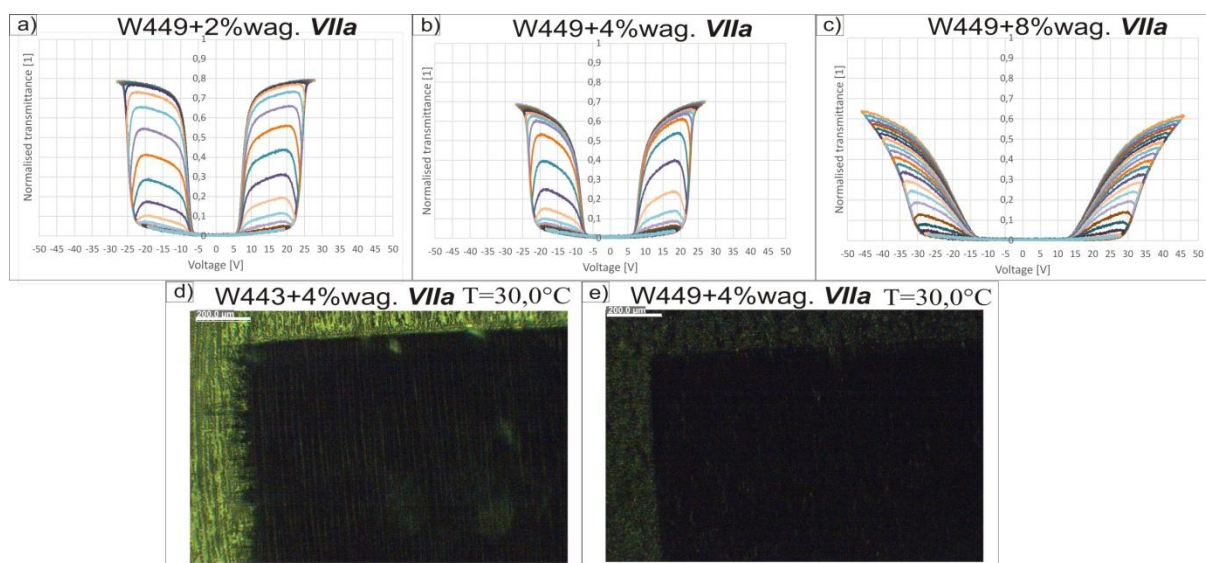 a) W449+2%wag. VIIa
b) W449+4%wag. VIIa
c) W449+8%wag. VIIa
Normalised transmittance [1]
1
0,9
0,8
0,7
0,6
0,5
0,4
0,3
0,2
0,1
0
-50 -45 -40 -35 -30 -25 -20 -15 -10 -5 0 5 10 15 20 25 30 35 40 45 50
Voltage [V]
Normalised transmittance [1]
1
0,9
0,8
0,7
0,6
0,5
0,4
0,3
0,2
0,1
0
-50 -45 -40 -35 -30 -25 -20 -15 -10 -5 0 5 10 15 20 25 30 35 40 45 50
Voltage [V]
Normalised transmittance [1]
1
0,9
0,8
0,7
0,6
0,5
0,4
0,3
0,2
0,1
0
-50 -45 -40 -35 -30 -25 -20 -15 -10 -5 0 5 10 15 20 25 30 35 40 45 50
Voltage [V]
d) W443+4%wag. VIIa T=30,0°C
200.0 µm
e) W449+4%wag. VIIa T=30,0°C
200.0 µm